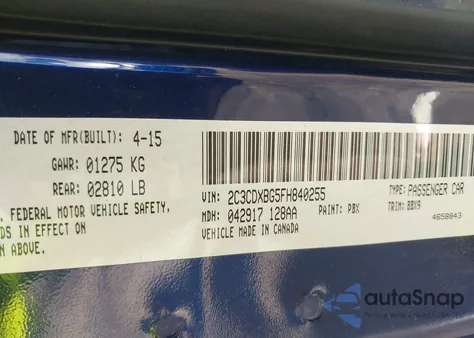 DATE OF MFR(BUILT): 4-15
GAWR: 01275 KG
REAR: 02810 LB
FEDERAL MOTOR VEHICLE SAFETY,
DS IN EFFECT ON
N ABOVE.
VIN: 2C3CDXBG5FH840255
TYPE: PASSENGER CAR
MDH: 042917 128AA
PAINT: PBX
TRIM: BBX9
VEHICLE MADE IN CANADA
4658843
autoSnap